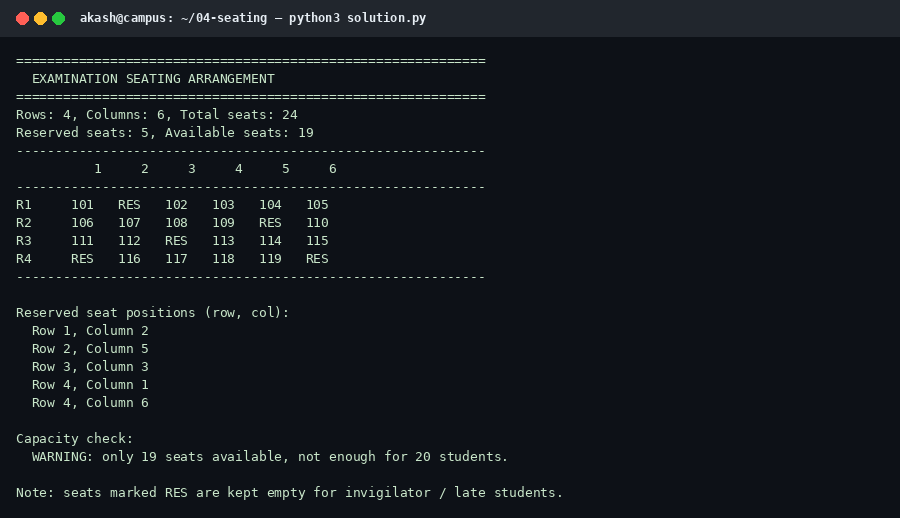 akash@campus: ~/04-seating — python3 solution.py
============================================================
  EXAMINATION SEATING ARRANGEMENT
============================================================
Rows: 4, Columns: 6, Total seats: 24
Reserved seats: 5, Available seats: 19
------------------------------------------------------------
          1     2     3     4     5     6
------------------------------------------------------------
R1     101   RES   102   103   104   105
R2     106   107   108   109   RES   110
R3     111   112   RES   113   114   115
R4     RES   116   117   118   119   RES
------------------------------------------------------------
Reserved seat positions (row, col):
  Row 1, Column 2
  Row 2, Column 5
  Row 3, Column 3
  Row 4, Column 1
  Row 4, Column 6
Capacity check:
  WARNING: only 19 seats available, not enough for 20 students.
Note: seats marked RES are kept empty for invigilator / late students.